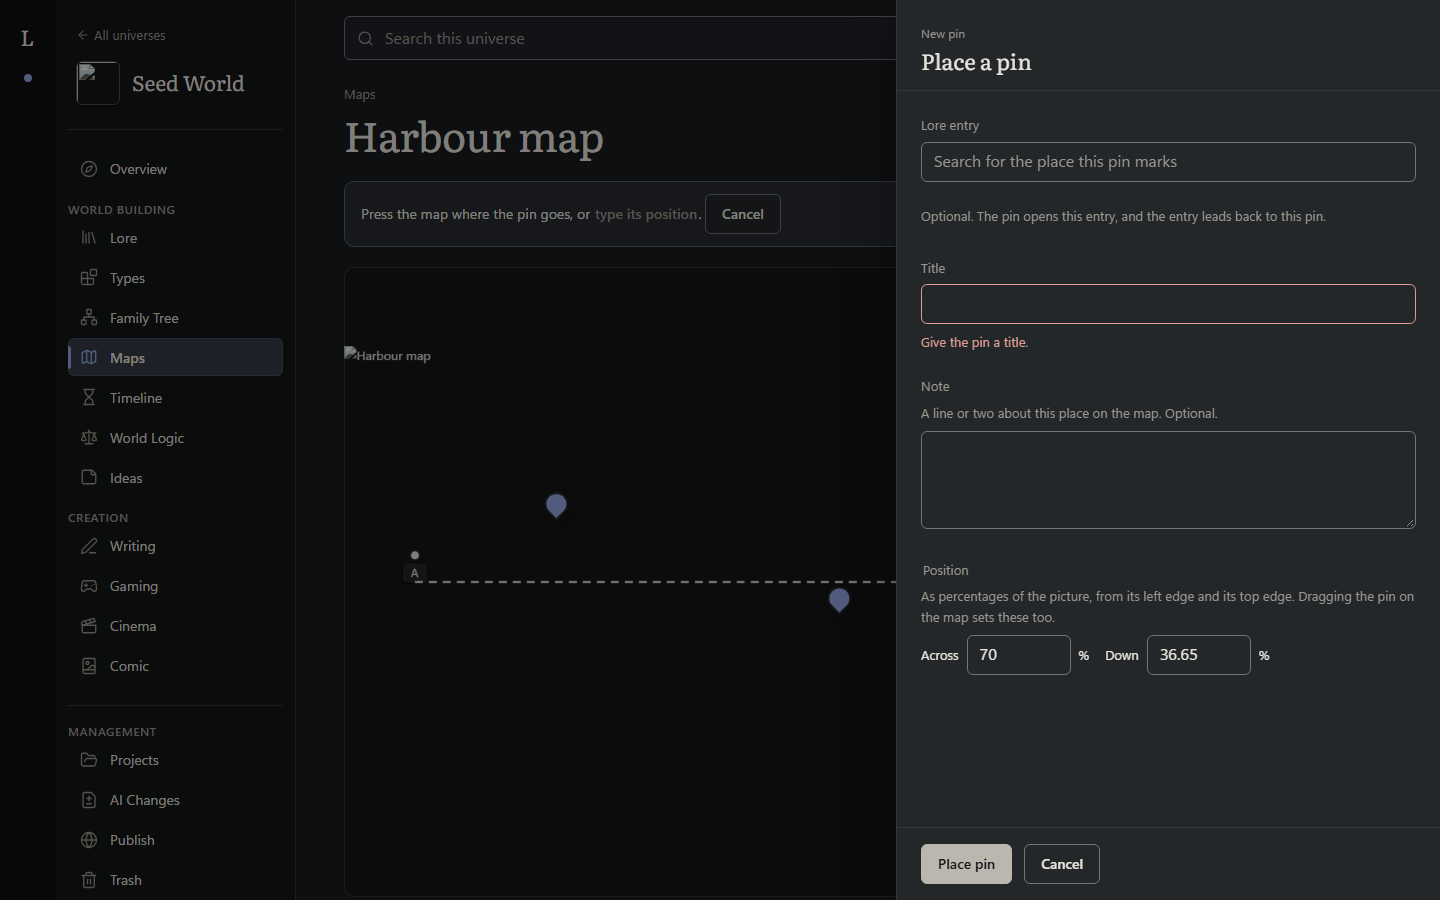 L
All universes
Seed World
Overview
WORLD BUILDING
Lore
Types
Family Tree
Maps
Timeline
World Logic
Ideas
CREATION
Writing
Gaming
Cinema
Comic
MANAGEMENT
Projects
AI Changes
Publish
Trash
Search this universe
Maps
Harbour map
Press the map where the pin goes, or type its position. Cancel
Harbour map
A
New pin
Place a pin
Lore entry
Search for the place this pin marks
Optional. The pin opens this entry, and the entry leads back to this pin.
Title
Give the pin a title.
Note
A line or two about this place on the map. Optional.
Position
As percentages of the picture, from its left edge and its top edge. Dragging the pin on
the map sets these too.
Across 70 % Down 36.65 %
Place pin Cancel